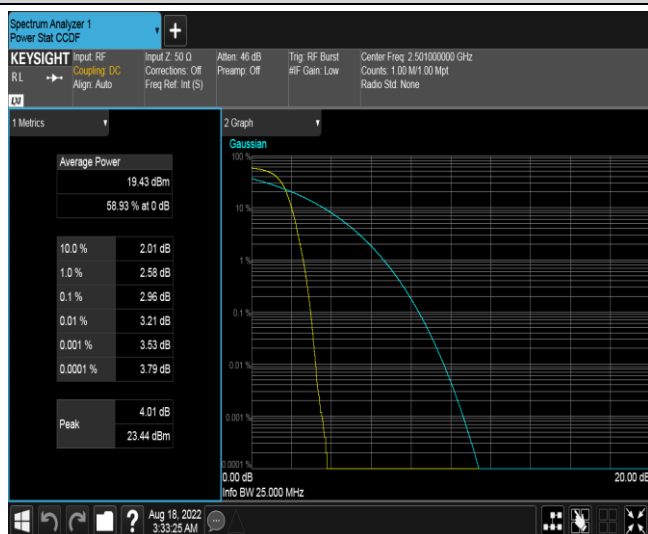 Spectrum Analyzer 1
Power Stat CCDF
+
KEYSIGHT
RL
LXI
Input: RF
Coupling: DC
Align: Auto
Input Z: 50 Ω
Corrections: Off
Freq Ref: Int (S)
Atten: 46 dB
Preamp: Off
Trig: RF Burst
#IF Gain: Low
Center Freq: 2.501000000 GHz
Counts: 1.00 M/1.00 Mpt
Radio Std: None
1 Metrics
Average Power
19.43 dBm
58.93 % at 0 dB
10.0 % 2.01 dB
1.0 % 2.58 dB
0.1 % 2.96 dB
0.01 % 3.21 dB
0.001 % 3.53 dB
0.0001 % 3.79 dB
Peak
4.01 dB
23.44 dBm
2 Graph
Gaussian
100 %
10 %
1 %
0.1 %
0.01 %
0.001 %
0.0001 %
0.00 dB 20.00 dB
Info BW 25.000 MHz
?
Aug 18, 2022
3:33:25 AM